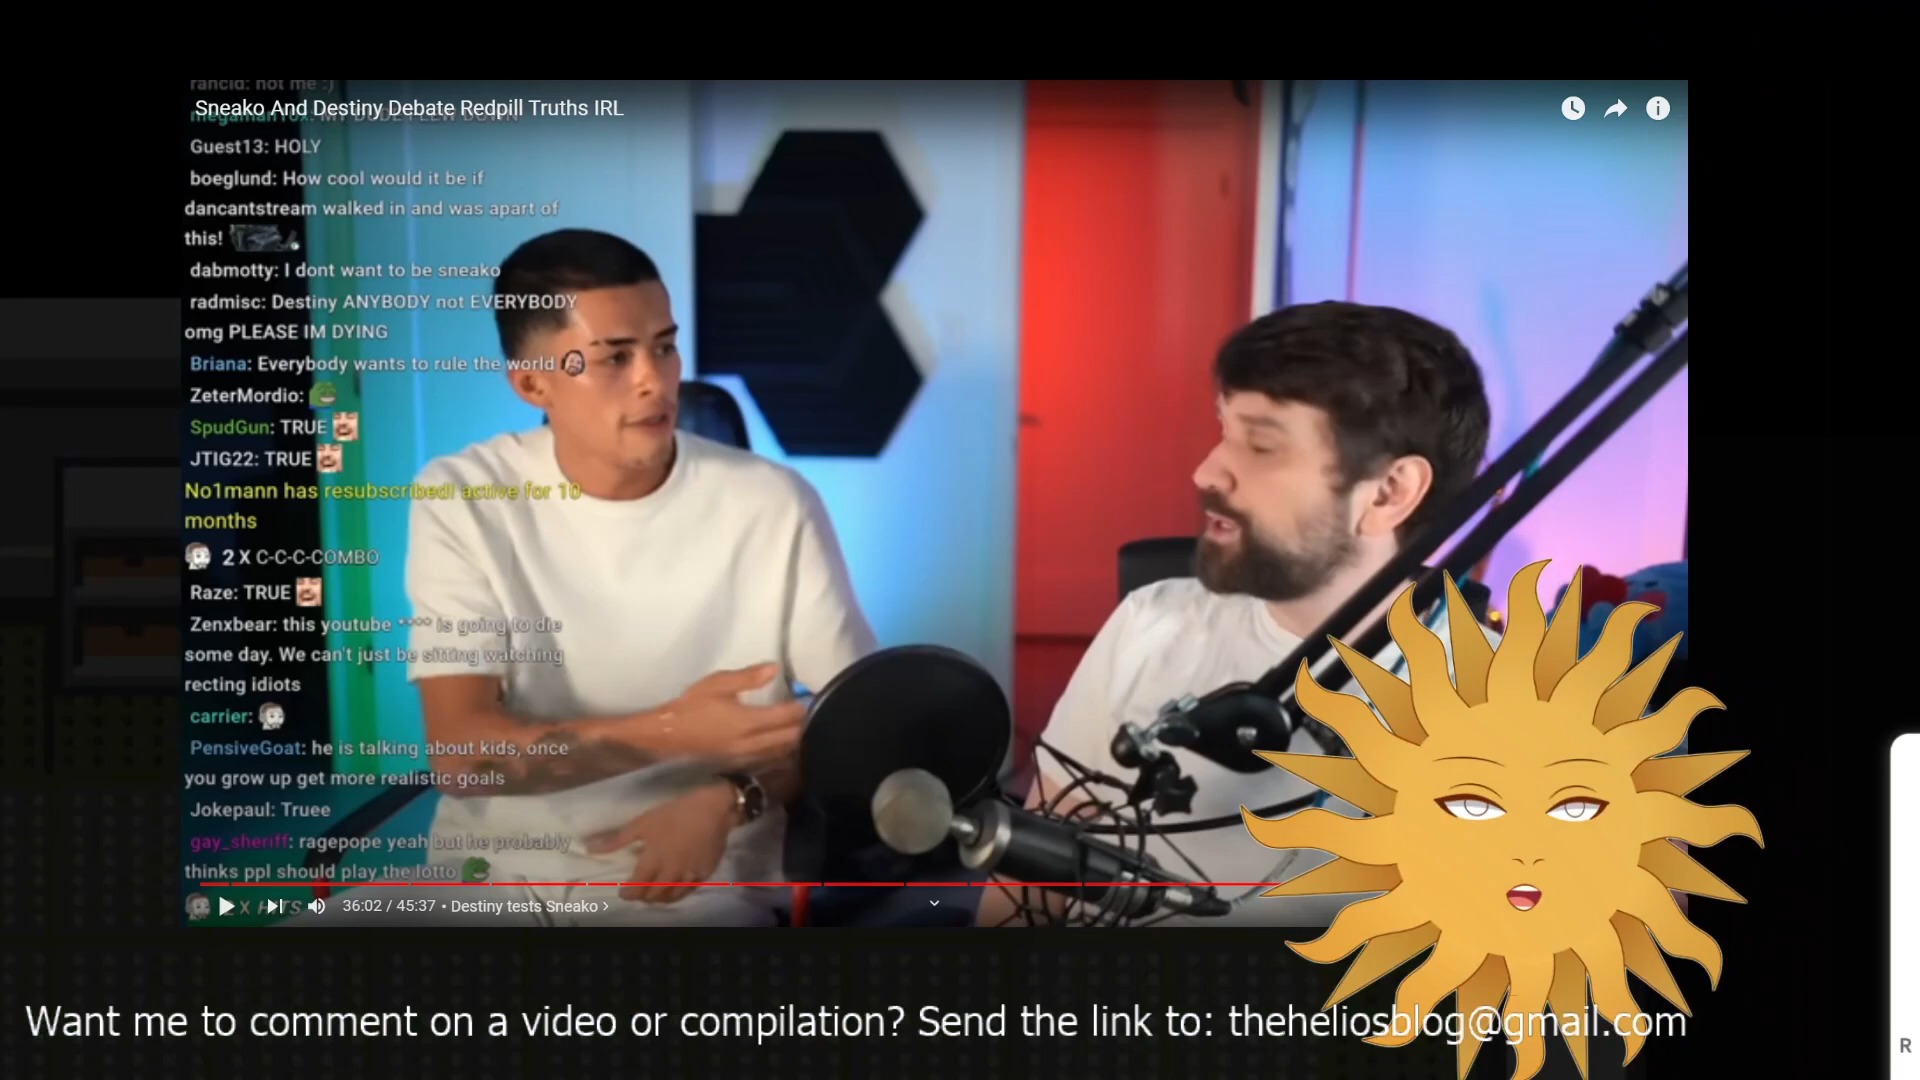 rancid: not me :)
Sneako And Destiny Debate Redpill Truths IRL
Guest13: HOLY
boeglund: How cool would it be if
dancantstream walked in and was apart of
this!
dabmotty: I dont want to be sneako
radmisc: Destiny ANYBODY not EVERYBODY
omg PLEASE IM DYING
Briana: Everybody wants to rule the world
ZeterMordio:
SpudGun: TRUE
JTIG22: TRUE
No1mann has resubscribed! active for 10
months
2 X C-C-C-COMBO
Raze: TRUE
Zenxbear: this youtube **** is going to die
some day. We can't just be sitting watching
recting idiots
carrier:
PensiveGoat: he is talking about kids, once
you grow up get more realistic goals
Jokepaul: Truee
gay_sheriff: ragepope yeah but he probably
thinks ppl should play the lotto
2 X HITS
36:02 / 45:37 • Destiny tests Sneako ›
Want me to comment on a video or compilation? Send the link to: theheliosblog@gmail.com
R